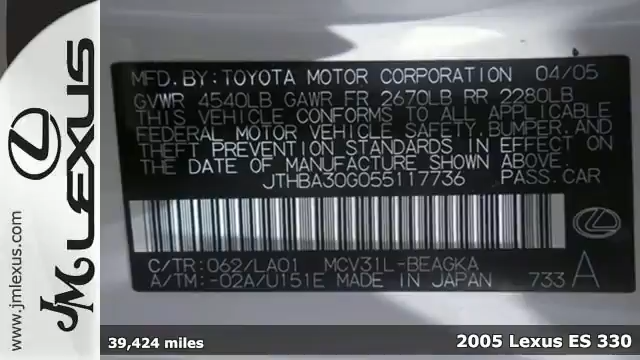 MFD.BY:TOYOTA MOTOR CORPORATION 04/05
GVWR 4540LB GAWR FR 2670LB RR 2280LB
THIS VEHICLE CONFORMS TO ALL APPLICABLE
FEDERAL MOTOR VEHICLE SAFETY,BUMPER,AND
THEFT PREVENTION STANDARDS IN EFFECT ON
THE DATE OF MANUFACTURE SHOWN ABOVE.
JTHBA30G055117736 PASS.CAR
C/TR:062/LA01 MCV31L-BEAGKA
A/TM:-02A/U151E MADE IN JAPAN 733 A
JM LEXUS
www.jmlexus.com
39,424 miles
2005 Lexus ES 330